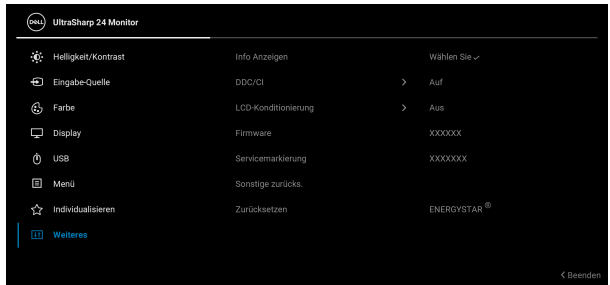 DELL UltraSharp 24 Monitor
Helligkeit/Kontrast Info Anzeigen Wählen Sie
Eingabe-Quelle DDC/CI > Auf
Farbe LCD-Konditionierung > Aus
Display Firmware XXXXXX
USB Servicemarkierung XXXXXXX
Menü Sonstige zurücks.
Individualisieren Zurücksetzen ENERGYSTAR ®
Weiteres
< Beenden